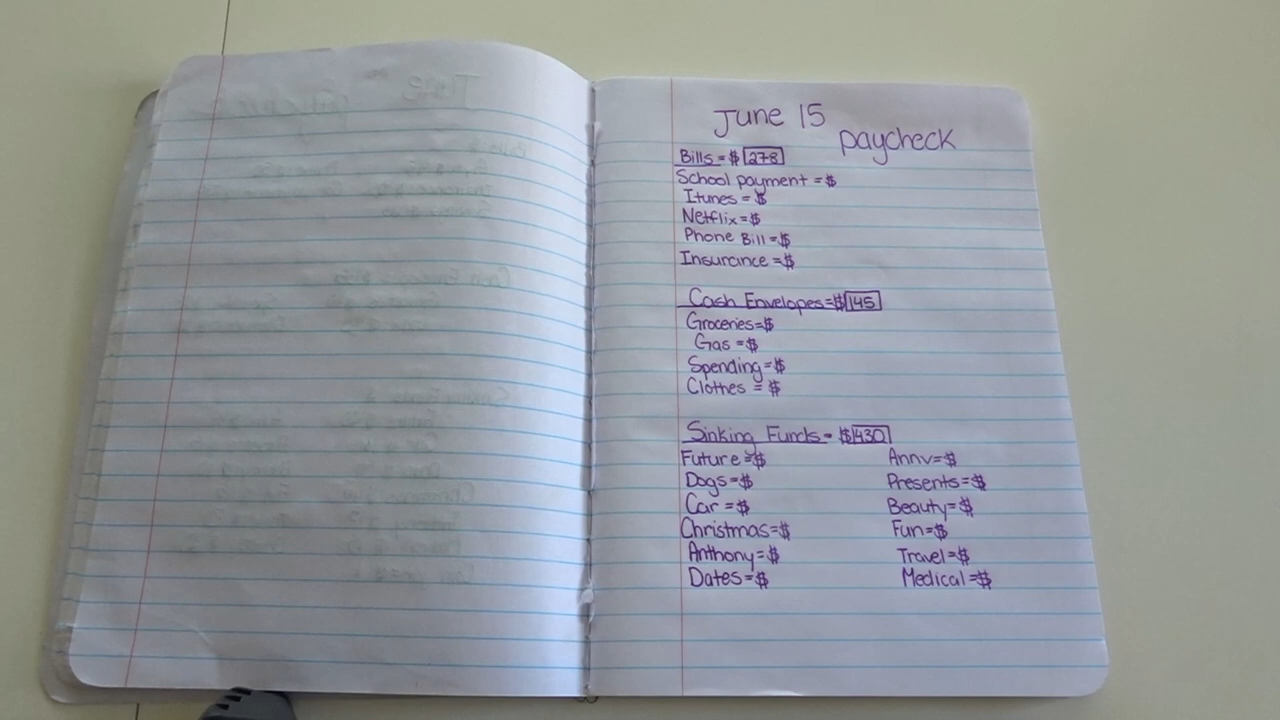 June 15
paycheck
Bills = $ 278
School payment = $
Itunes = $
Netflix = $
Phone Bill = $
Insurance = $
Cash Envelopes = $ 145
Groceries = $
Gas = $
Spending = $
Clothes = $
Sinking Funds = $ 430
Future = $ Annv = $
Dogs = $ Presents = $
Car = $ Beauty = $
Christmas = $ Fun = $
Anthony = $ Travel = $
Dates = $ Medical = $